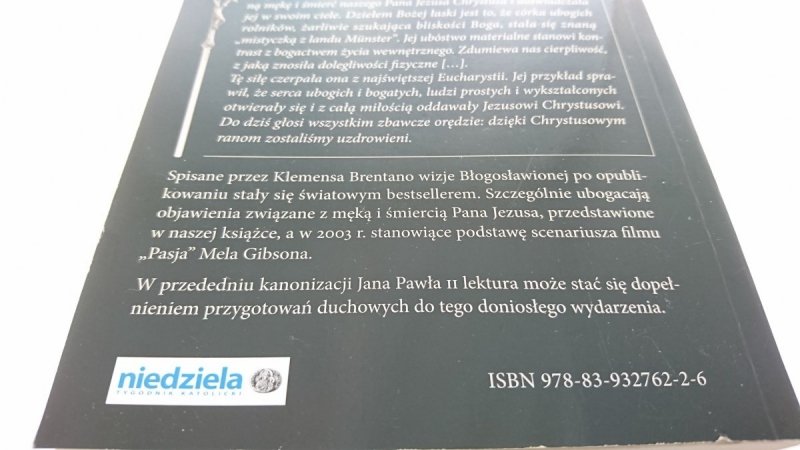 ną mękę i śmierć naszego Pana Jezusa Chrystusa i doświadczała
jej w swoim ciele. Dziełem Bożej łaski jest to, że córka ubogich
rolników, żarliwie szukająca bliskości Boga, stała się znaną
„mistyczką z landu Münster”. Jej ubóstwo materialne stanowi kon-
trast z bogactwem życia wewnętrznego. Zdumiewa nas cierpliwość,
z jaką znosiła dolegliwości fizyczne [...].
Tę siłę czerpała ona z najświętszej Eucharystii. Jej przykład spra-
wił, że serca ubogich i bogatych, ludzi prostych i wykształconych
otwierały się i z całą miłością oddawały Jezusowi Chrystusowi.
Do dziś głosi wszystkim zbawcze orędzie: dzięki Chrystusowym
ranom zostaliśmy uzdrowieni.
Spisane przez Klemensa Brentano wizje Błogosławionej po opubli-
kowaniu stały się światowym bestsellerem. Szczególnie ubogacają
objawienia związane z męką i śmiercią Pana Jezusa, przedstawione
w naszej książce, a w 2003 r. stanowiące podstawę scenariusza filmu
„Pasja” Mela Gibsona.
W przededniu kanonizacji Jana Pawła II lektura może stać się dopeł-
nieniem przygotowań duchowych do tego doniosłego wydarzenia.
niedziela
TYGODNIK KATOLICKI
ISBN 978-83-932762-2-6